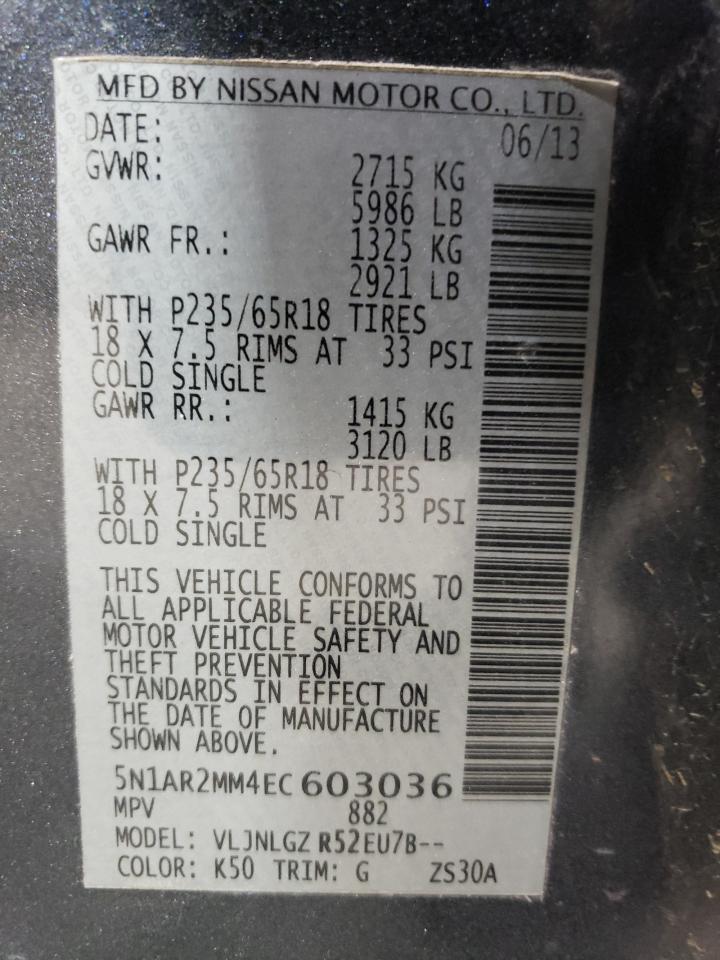 MFD BY NISSAN MOTOR CO., LTD.
DATE: 06/13
GVWR: 2715 KG
5986 LB
GAWR FR.: 1325 KG
2921 LB
WITH P235/65R18 TIRES
18 X 7.5 RIMS AT 33 PSI
COLD SINGLE
GAWR RR.: 1415 KG
3120 LB
WITH P235/65R18 TIRES
18 X 7.5 RIMS AT 33 PSI
COLD SINGLE
THIS VEHICLE CONFORMS TO
ALL APPLICABLE FEDERAL
MOTOR VEHICLE SAFETY AND
THEFT PREVENTION
STANDARDS IN EFFECT ON
THE DATE OF MANUFACTURE
SHOWN ABOVE.
5N1AR2MM4EC 603036
MPV 882
MODEL: VLJNLGZ R52EU7B--
COLOR: K50 TRIM: G ZS30A